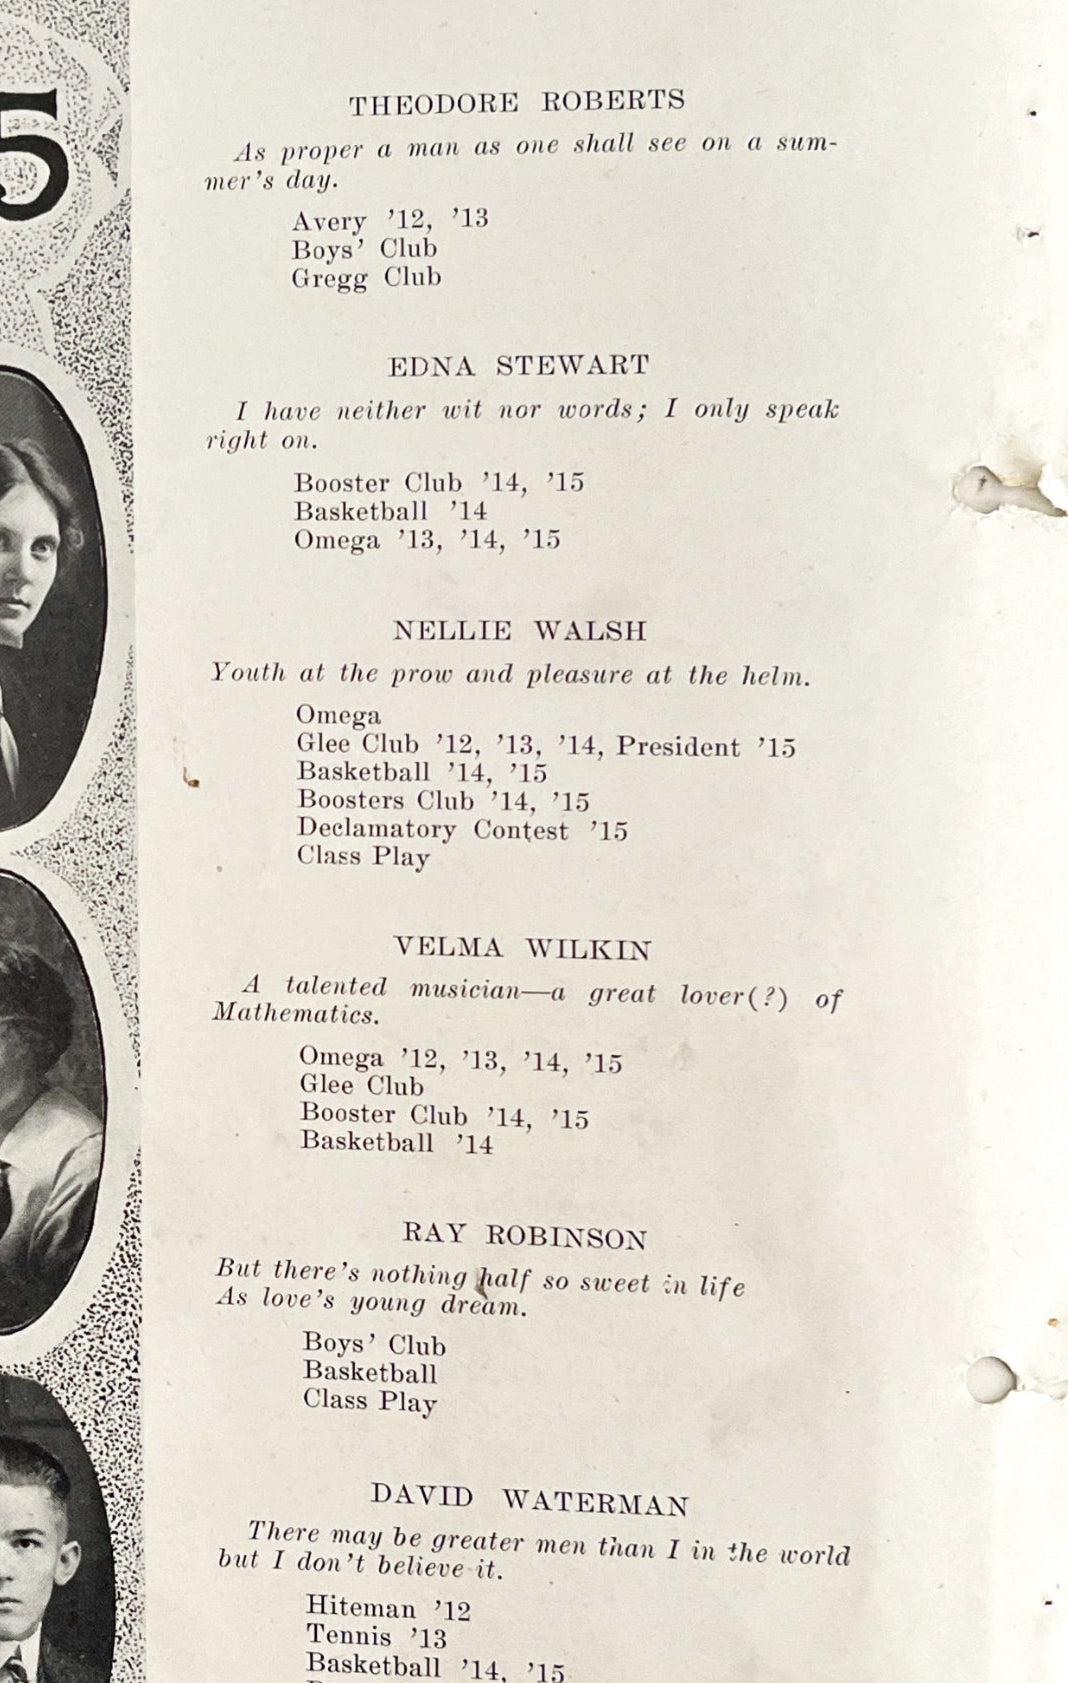 5
THEODORE ROBERTS
As proper a man as one shall see on a sum-
mer's day.
Avery '12, '13
Boys' Club
Gregg Club
EDNA STEWART
I have neither wit nor words; I only speak
right on.
Booster Club '14, '15
Basketball '14
Omega '13, '14, '15
NELLIE WALSH
Youth at the prow and pleasure at the helm.
Omega
Glee Club '12, '13, '14, President '15
Basketball '14, '15
Boosters Club '14, '15
Declamatory Contest '15
Class Play
VELMA WILKIN
A talented musician—a great lover(?) of
Mathematics.
Omega '12, '13, '14, '15
Glee Club
Booster Club '14, '15
Basketball '14
RAY ROBINSON
But there's nothing half so sweet in life
As love's young dream.
Boys' Club
Basketball
Class Play
DAVID WATERMAN
There may be greater men than I in the world
but I don't believe it.
Hiteman '12
Tennis '13
Basketball '14, '15